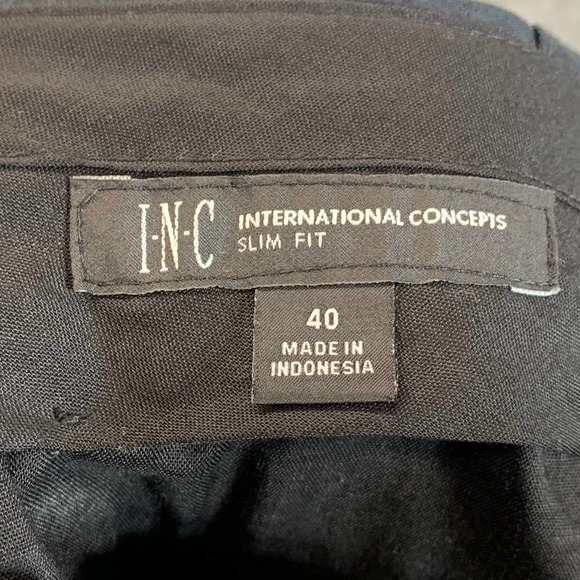 I·N·C INTERNATIONAL CONCEPTS
SLIM FIT
40
MADE IN
INDONESIA